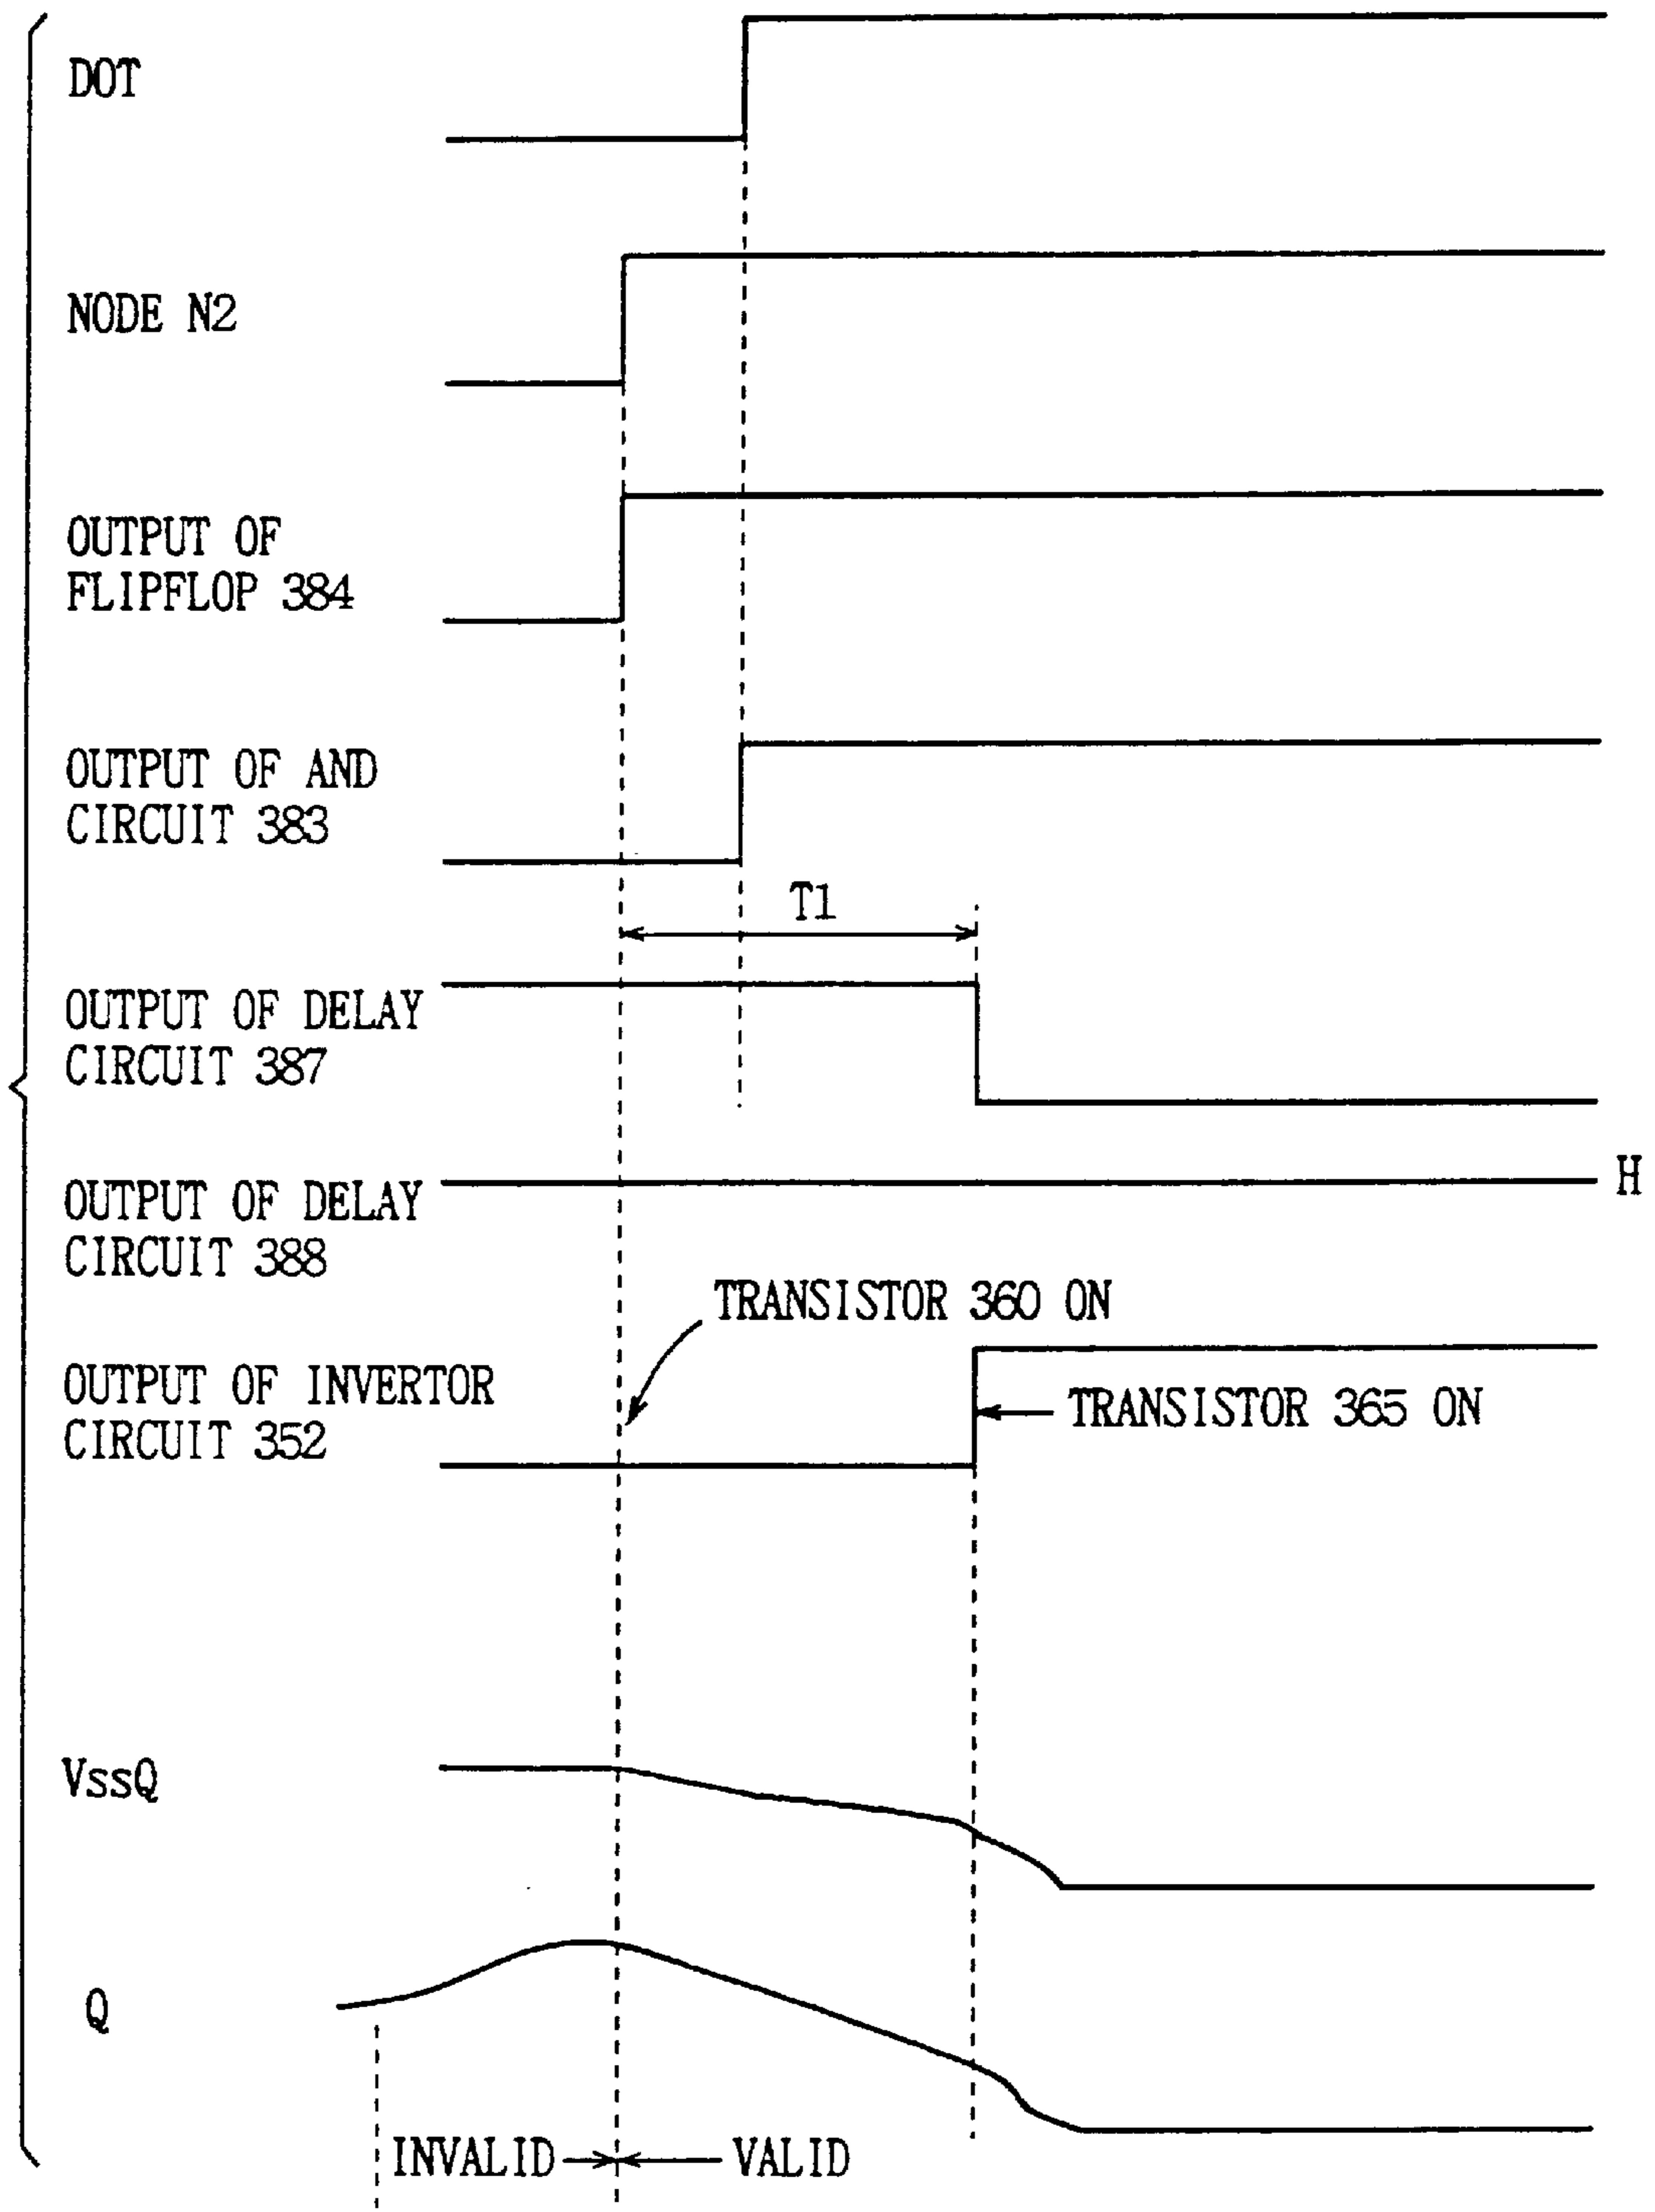 DOT
NODE N2
OUTPUT OF
FLIPFLOP 384
OUTPUT OF AND
CIRCUIT 383
T1
OUTPUT OF DELAY
CIRCUIT 387
OUTPUT OF DELAY
CIRCUIT 388
H
TRANSISTOR 360 ON
OUTPUT OF INVERTOR
CIRCUIT 352
TRANSISTOR 365 ON
VssQ
Q
INVALID
VALID